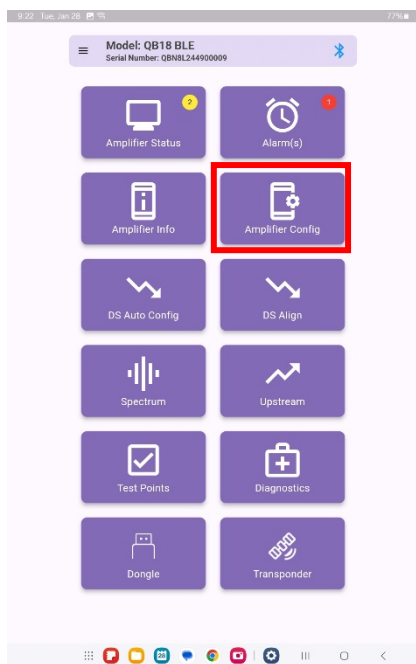 9:22 Tue, Jan 28
77%
Model: QB18 BLE
Serial Number: QBN8L244900009
2
1
Amplifier Status
Alarm(s)
Amplifier Info
Amplifier Config
DS Auto Config
DS Align
Spectrum
Upstream
Test Points
Diagnostics
Dongle
Transponder